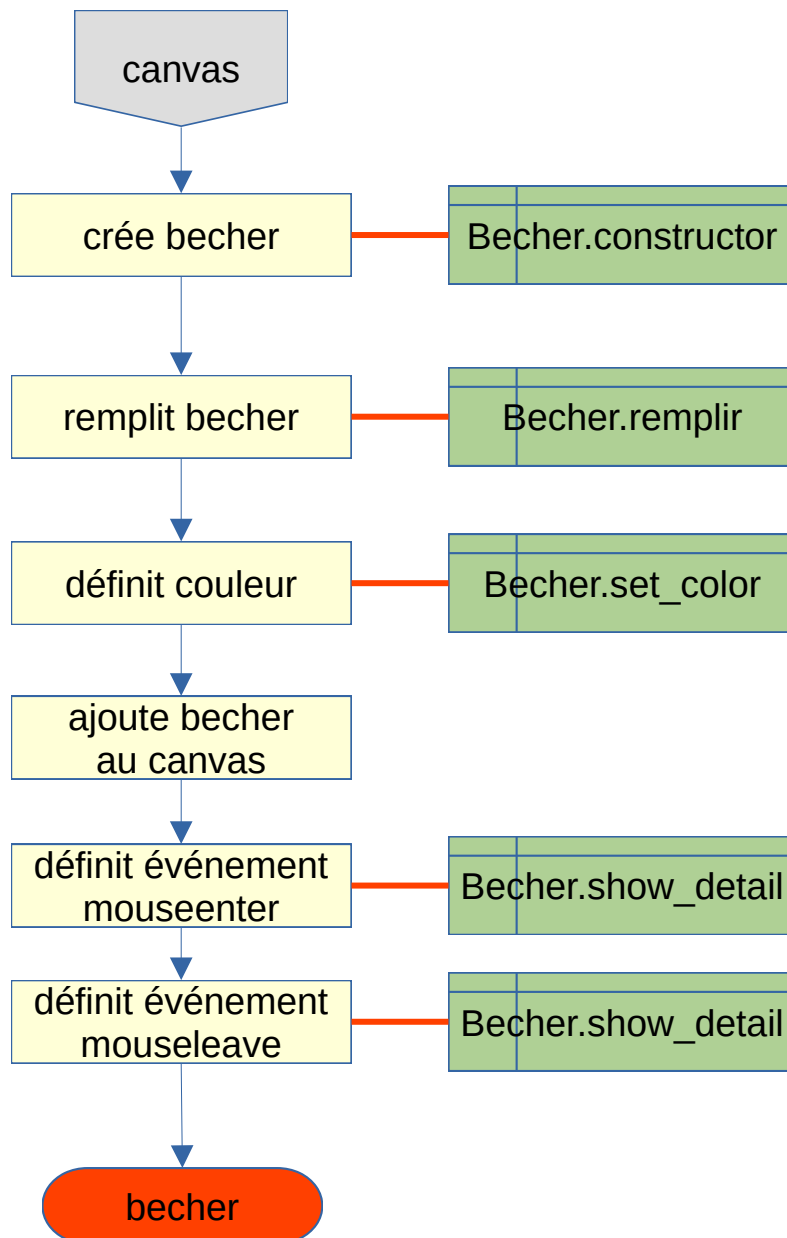 canvas
crée becher
Becher.constructor
remplit becher
Becher.remplir
définit couleur
Becher.set_color
ajoute becher
au canvas
définit événement
mouseenter
Becher.show_detail
définit événement
mouseleave
Becher.show_detail
becher